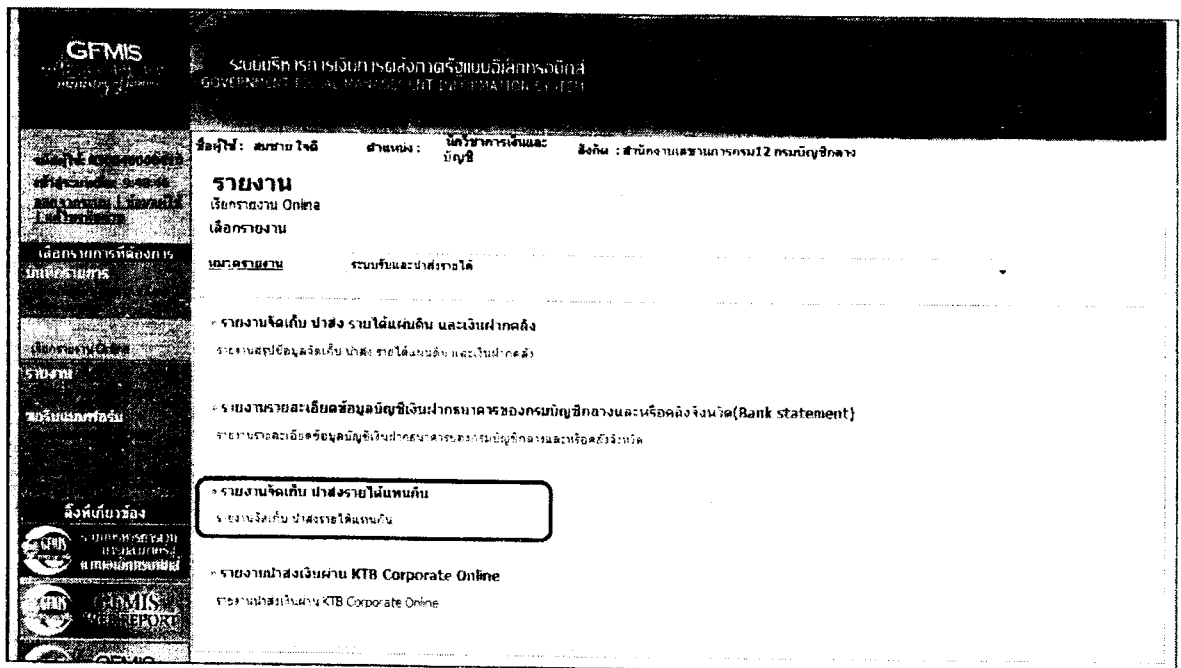 GFMIS
ระบบบริหารการเงินการคลังภาครัฐแบบอิเล็กทรอนิกส์
GOVERNMENT FISCAL MANAGEMENT INFORMATION SYSTEM
ชื่อผู้ใช้ : สมชาย ใจดี ตำแหน่ง : นักวิชาการเงินและบัญชี สังกัด : สำนักงานเลขานุการกรม12 กรมบัญชีกลาง
รายงาน
เรียกรายงาน Online
เลือกรายงาน
หมวดรายงาน ระบบรับและนำส่งรายได้
เลือกรายการที่ต้องการ
บันทึกรายการ
เรียกรายงาน Online
รายงาน
ขอรับแบบฟอร์ม
» รายงานจัดเก็บ นำส่ง รายได้แผ่นดิน และเงินฝากคลัง
รายงานสรุปข้อมูลจัดเก็บ นำส่ง รายได้แผ่นดิน และเงินฝากคลัง
» รายงานรายละเอียดข้อมูลบัญชีเงินฝากธนาคารของกรมบัญชีกลางและหรือคลังจังหวัด(Bank statement)
รายงานรายละเอียดข้อมูลบัญชีเงินฝากธนาคารของกรมบัญชีกลางและหรือคลังจังหวัด
» รายงานจัดเก็บ นำส่งรายได้แทนกัน
รายงานจัดเก็บ นำส่งรายได้แทนกัน
» รายงานนำส่งเงินผ่าน KTB Corporate Online
รายงานนำส่งเงินผ่าน KTB Corporate Online
ลิ้งที่เกี่ยวข้อง
GFMIS
GFMIS
WEB REPORT
GFMIS